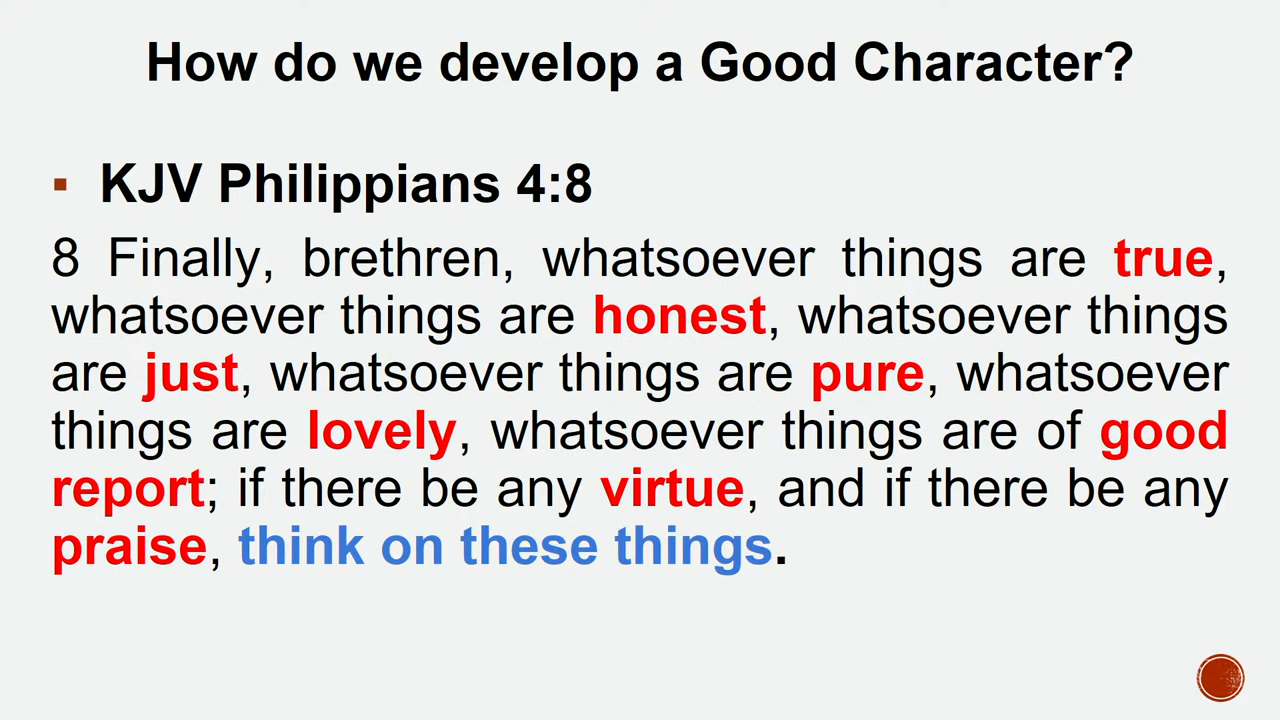 How do we develop a Good Character?
▪ KJV Philippians 4:8
8 Finally, brethren, whatsoever things are true,
whatsoever things are honest, whatsoever things
are just, whatsoever things are pure, whatsoever
things are lovely, whatsoever things are of good
report; if there be any virtue, and if there be any
praise, think on these things.